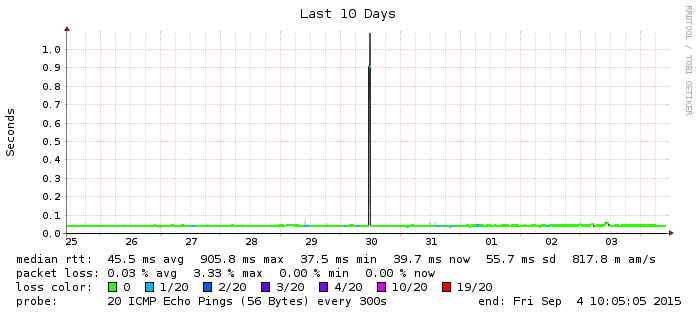 Last 10 Days
RRDTOOL / TOBI OETIKER
Seconds
1.0
0.9
0.8
0.7
0.6
0.5
0.4
0.3
0.2
0.1
0.0
25 26 27 28 29 30 31 01 02 03
median rtt: 45.5 ms avg 905.8 ms max 37.5 ms min 39.7 ms now 55.7 ms sd 817.8 m am/s
packet loss: 0.03 % avg 3.33 % max 0.00 % min 0.00 % now
loss color: 0 1/20 2/20 3/20 4/20 10/20 19/20
probe: 20 ICMP Echo Pings (56 Bytes) every 300s end: Fri Sep 4 10:05:05 2015